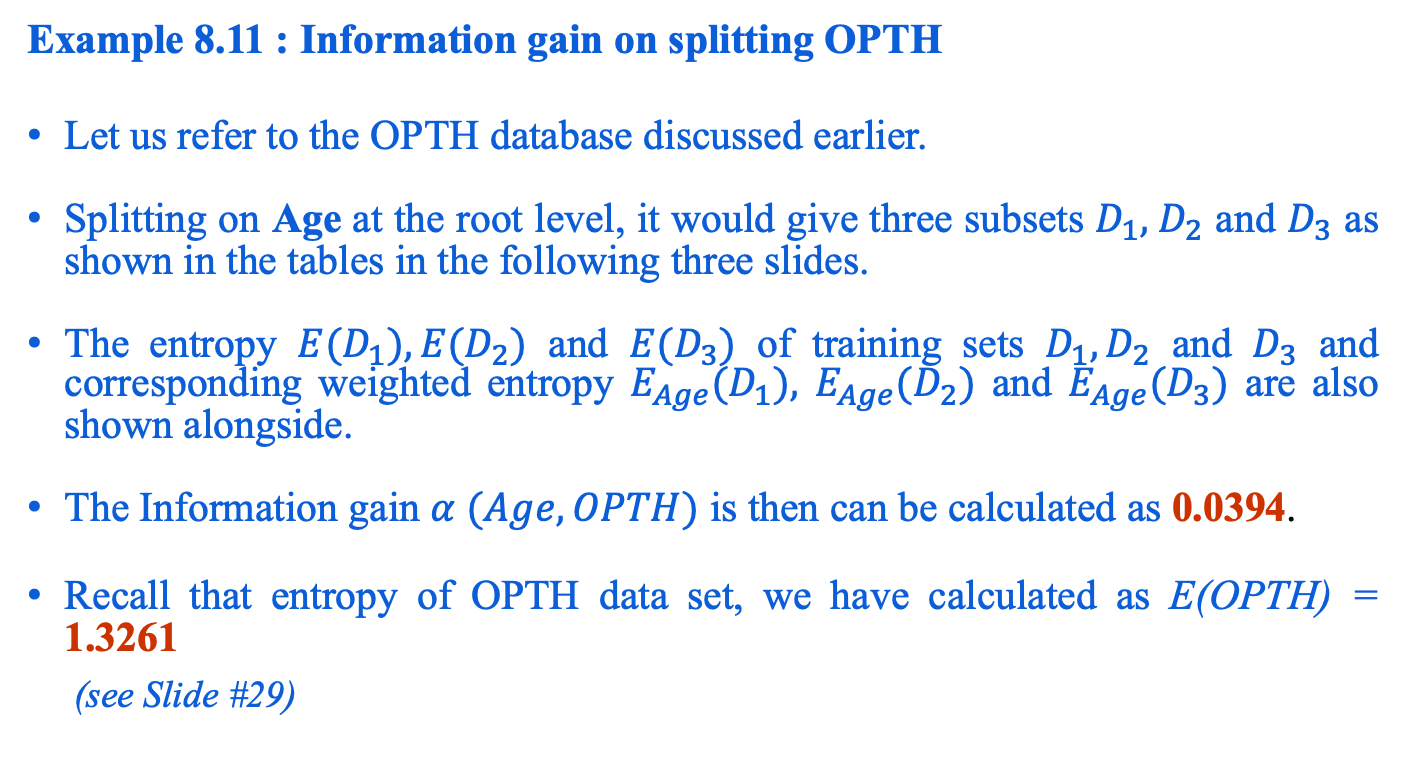 Example 8.11 : Information gain on splitting OPTH
• Let us refer to the OPTH database discussed earlier.
• Splitting on Age at the root level, it would give three subsets D₁, D₂ and D₃ as
shown in the tables in the following three slides.
• The entropy E(D₁), E(D₂) and E(D₃) of training sets D₁, D₂ and D₃ and
corresponding weighted entropy E_Age(D₁), E_Age(D₂) and E_Age(D₃) are also
shown alongside.
• The Information gain α (Age, OPTH) is then can be calculated as 0.0394.
• Recall that entropy of OPTH data set, we have calculated as E(OPTH) =
1.3261
(see Slide #29)